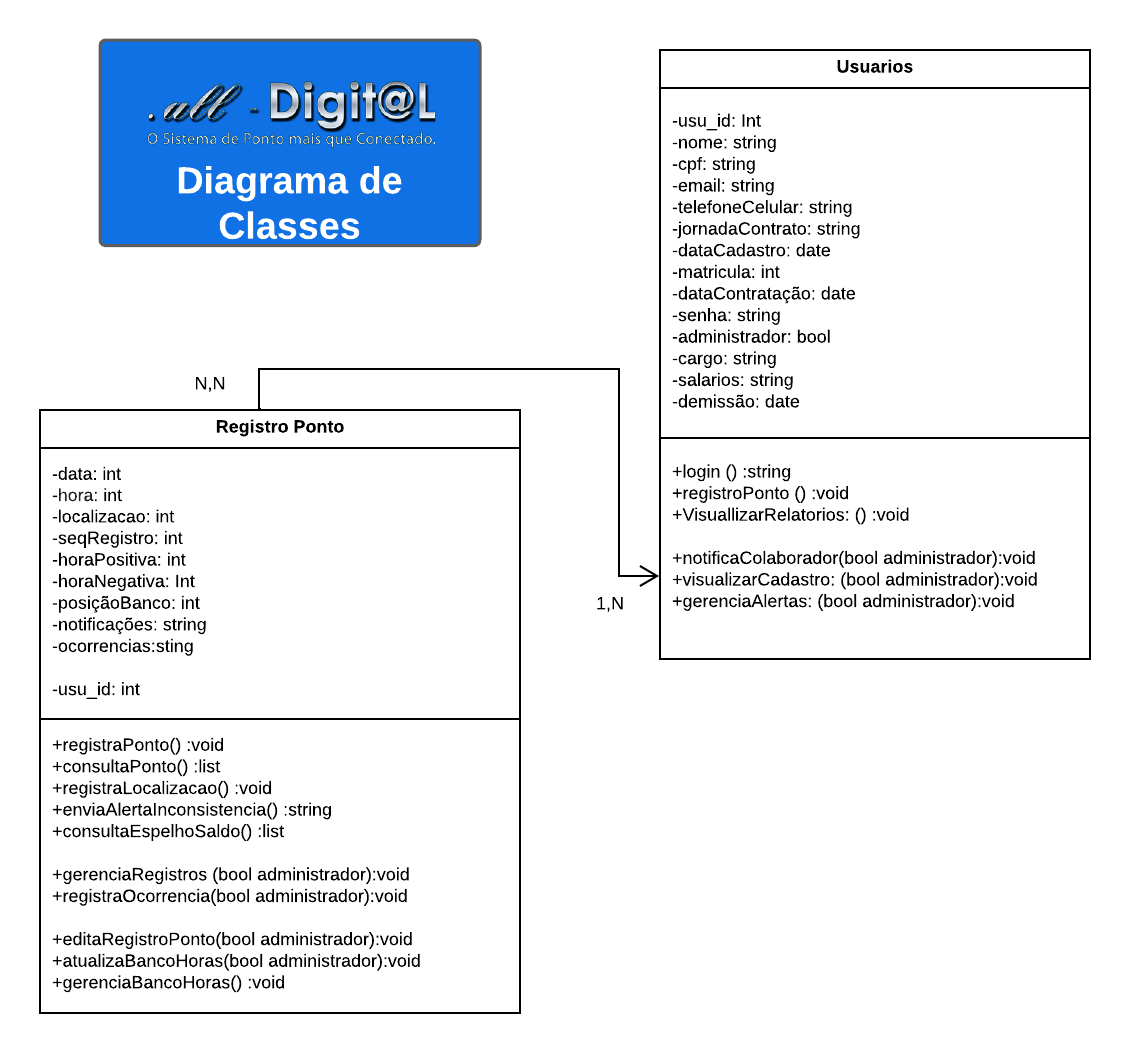 .all - Digit@L
O Sistema de Ponto mais que Conectado.
Diagrama de
Classes
Usuarios
-usu_id: Int
-nome: string
-cpf: string
-email: string
-telefoneCelular: string
-jornadaContrato: string
-dataCadastro: date
-matricula: int
-dataContratação: date
-senha: string
-administrador: bool
-cargo: string
-salarios: string
-demissão: date
+login () :string
+registroPonto () :void
+VisuallizarRelatorios: () :void
+notificaColaborador(bool administrador):void
+visualizarCadastro: (bool administrador):void
+gerenciaAlertas: (bool administrador):void
N,N
1,N
Registro Ponto
-data: int
-hora: int
-localizacao: int
-seqRegistro: int
-horaPositiva: int
-horaNegativa: Int
-posiçãoBanco: int
-notificações: string
-ocorrencias:sting
-usu_id: int
+registraPonto() :void
+consultaPonto() :list
+registraLocalizacao() :void
+enviaAlertaInconsistencia() :string
+consultaEspelhoSaldo() :list
+gerenciaRegistros (bool administrador):void
+registraOcorrencia(bool administrador):void
+editaRegistroPonto(bool administrador):void
+atualizaBancoHoras(bool administrador):void
+gerenciaBancoHoras() :void